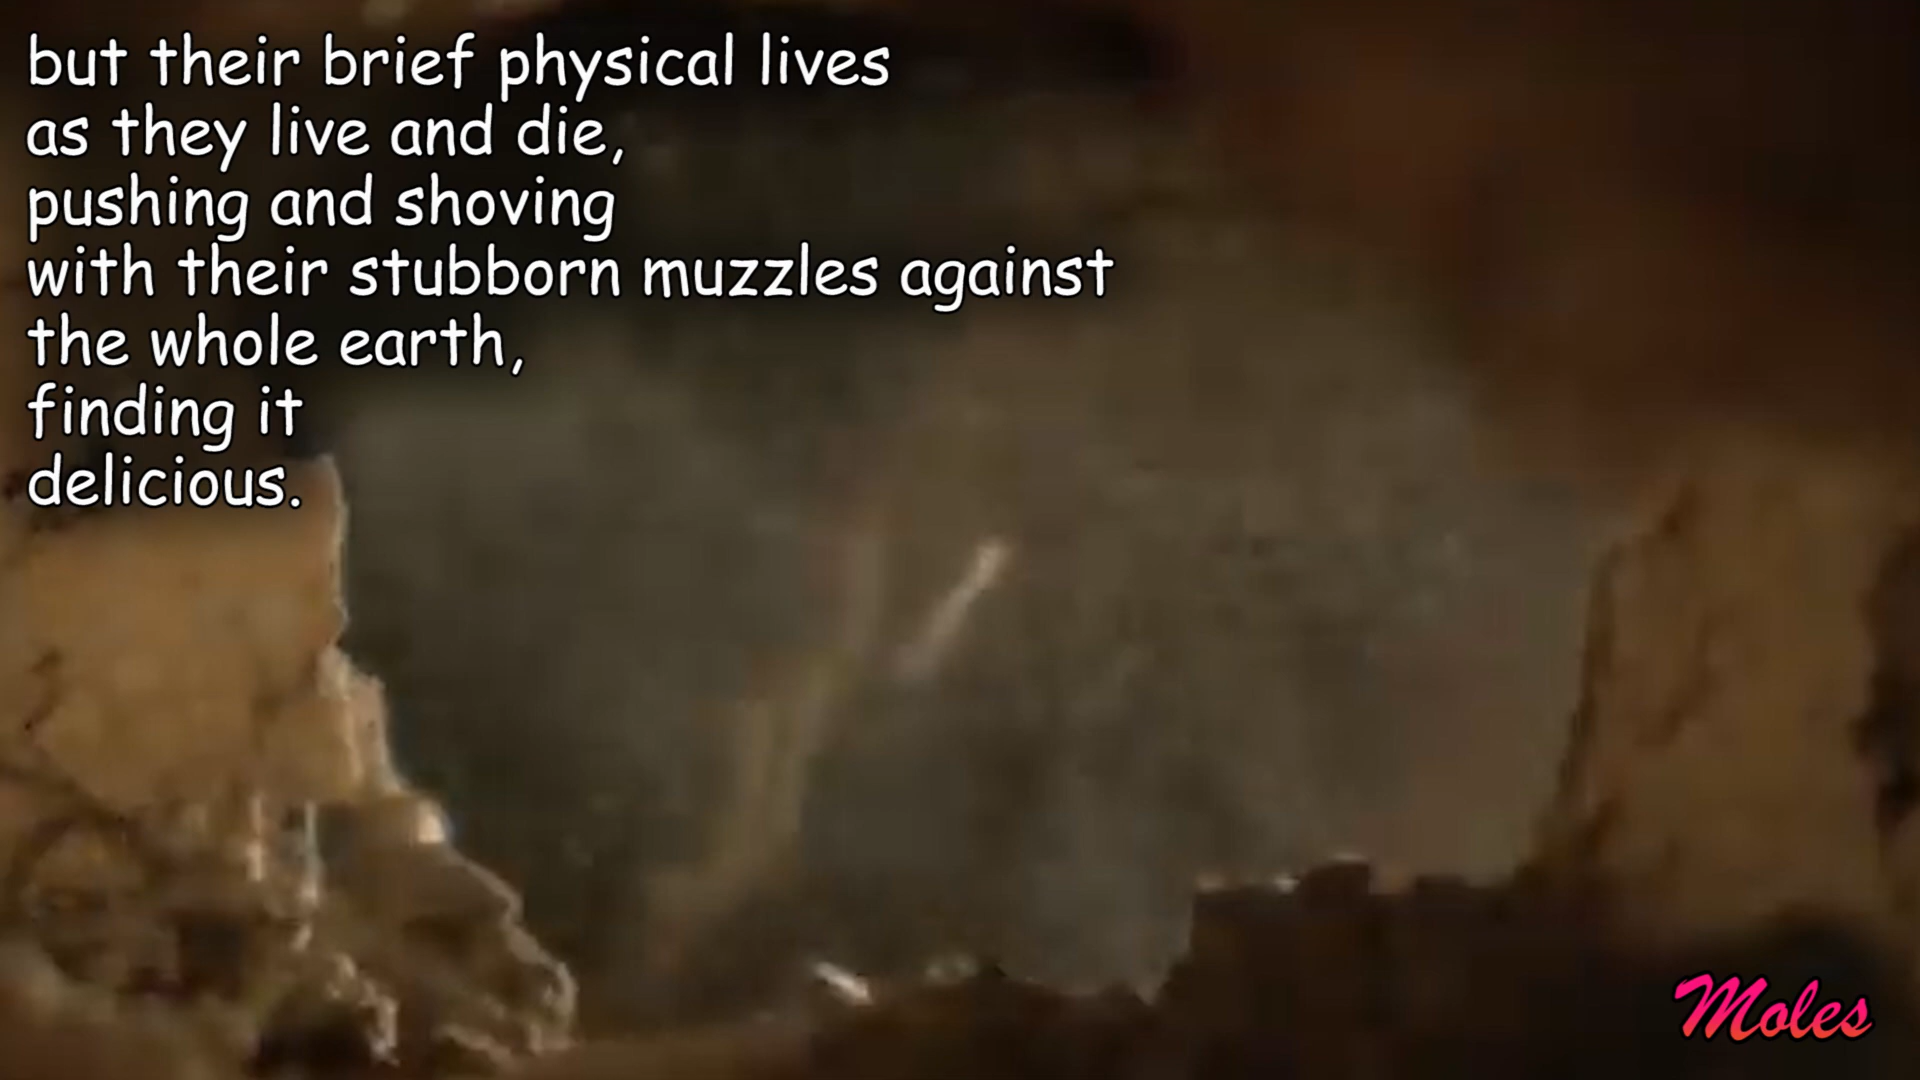 but their brief physical lives
as they live and die,
pushing and shoving
with their stubborn muzzles against
the whole earth,
finding it
delicious.
Moles